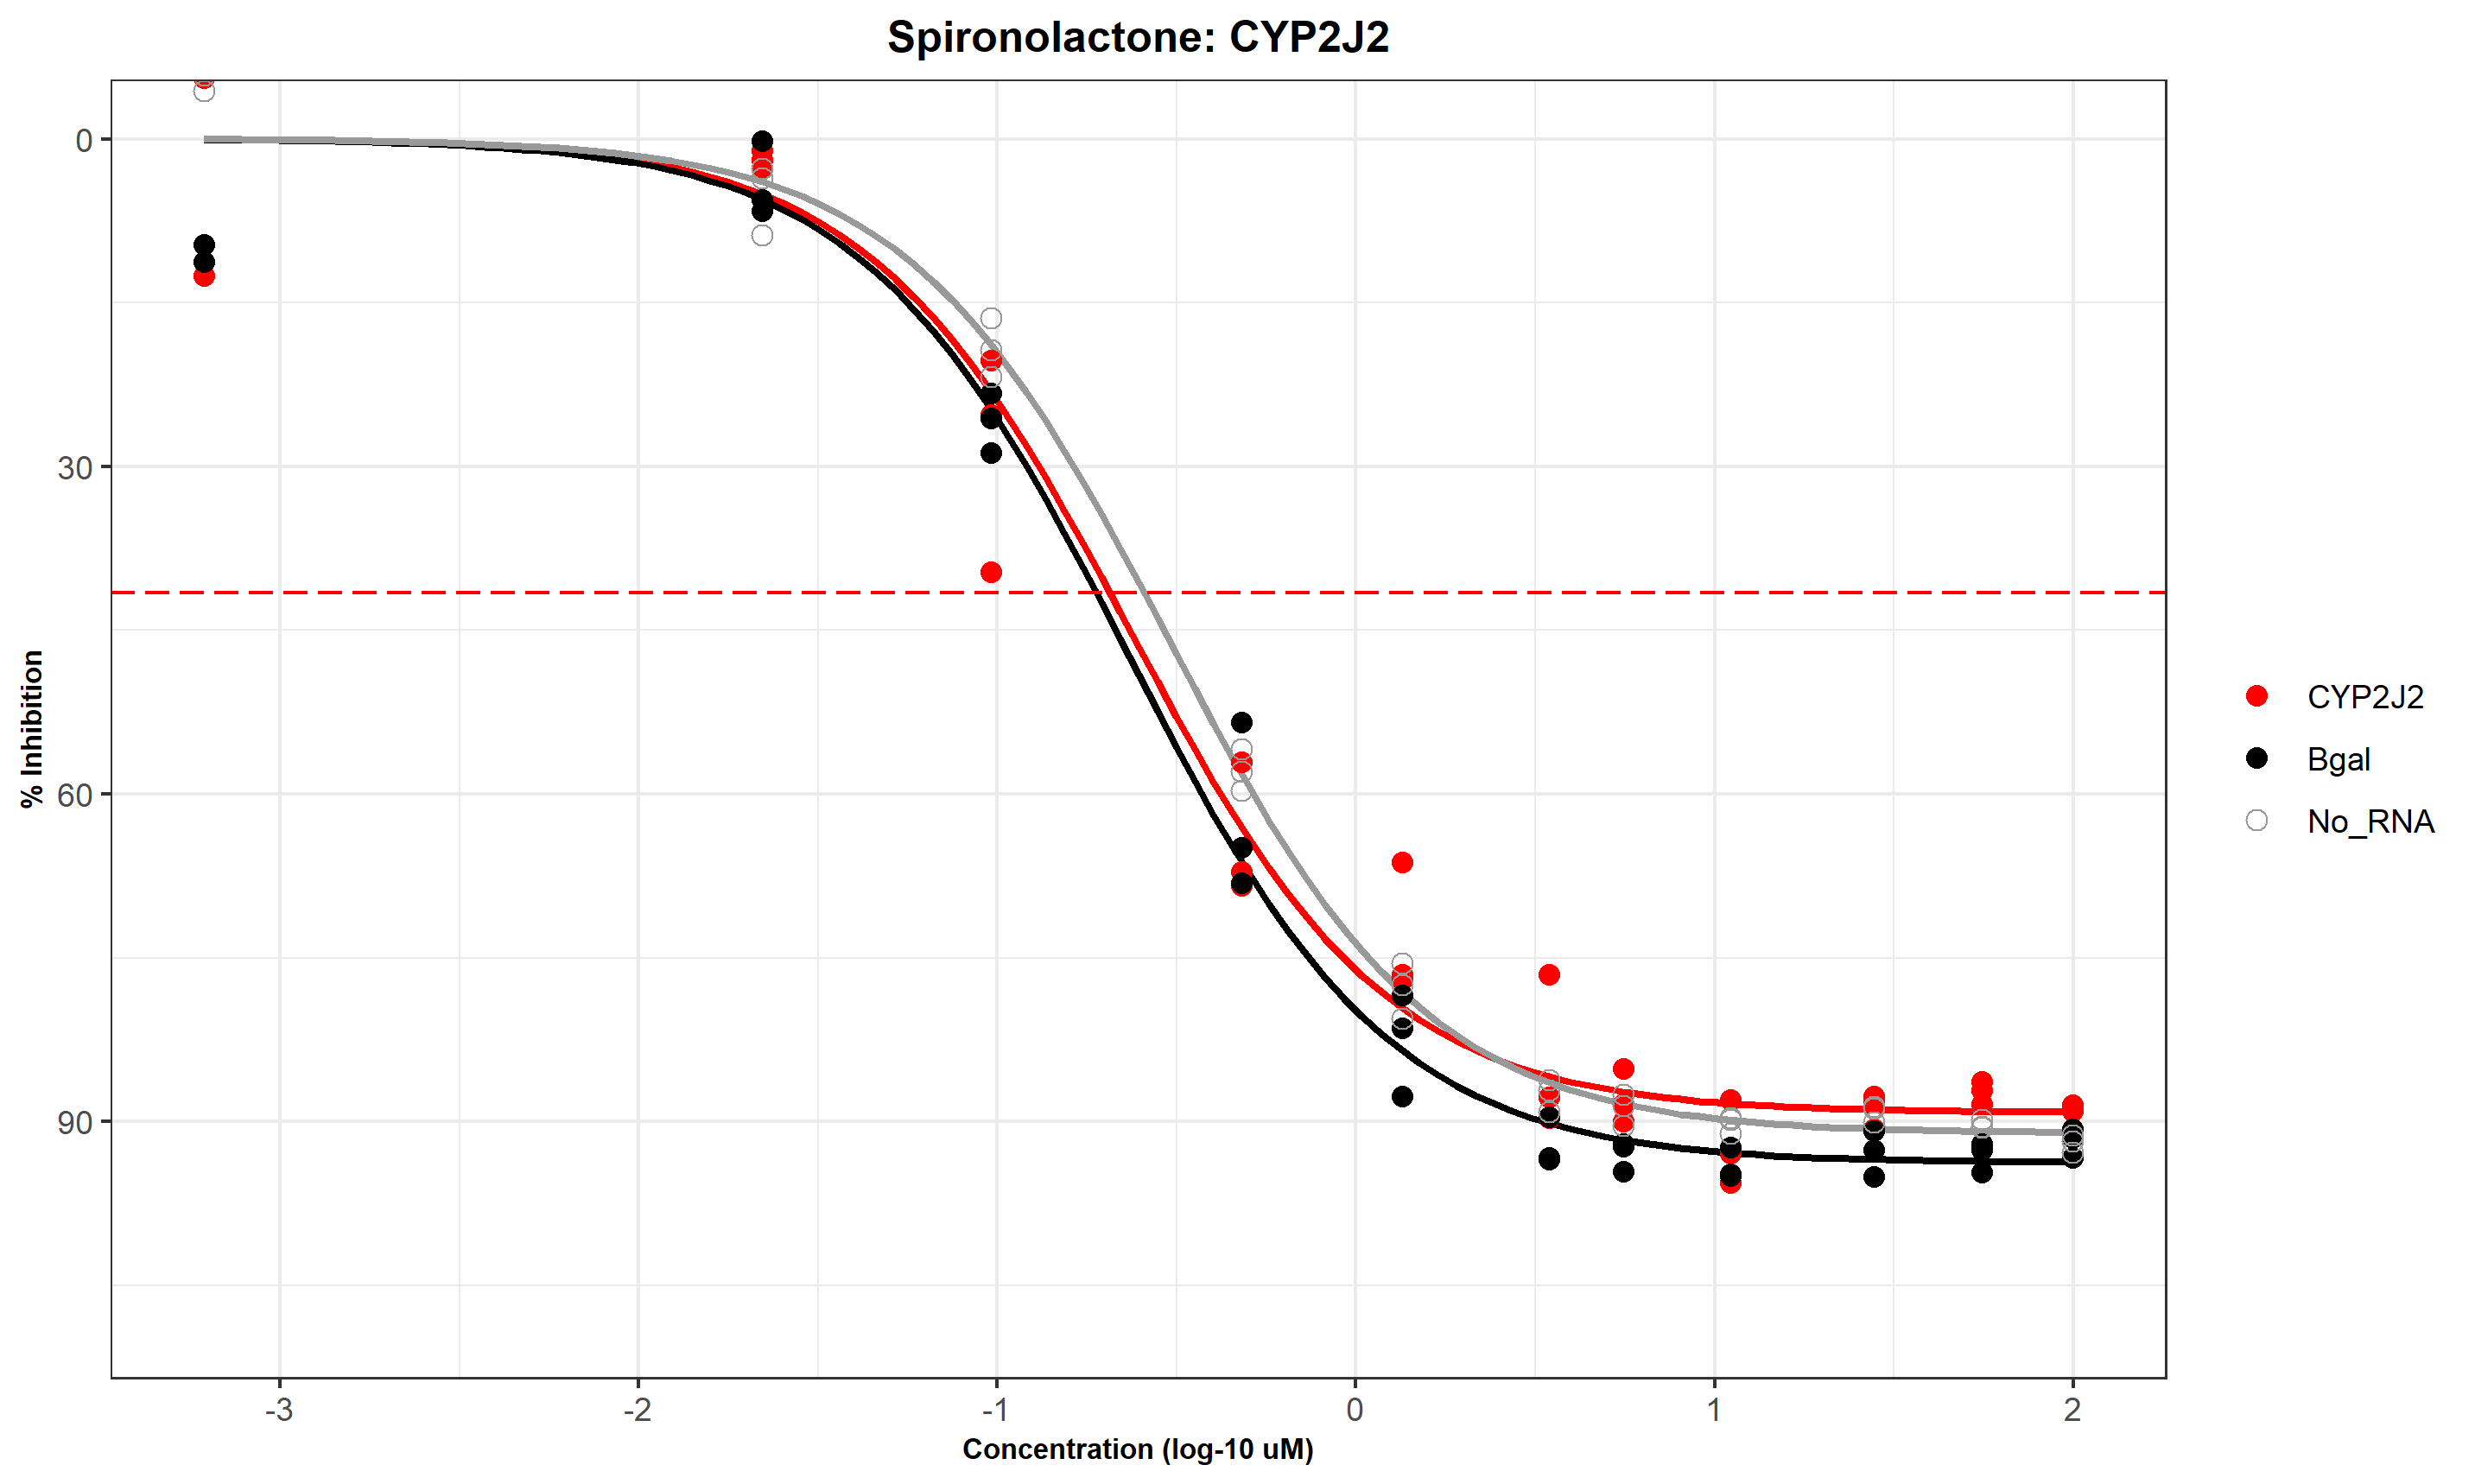 Spironolactone: CYP2J2
% Inhibition
0
30
60
90
-3
-2
-1
0
1
2
Concentration (log-10 uM)
CYP2J2
Bgal
No_RNA